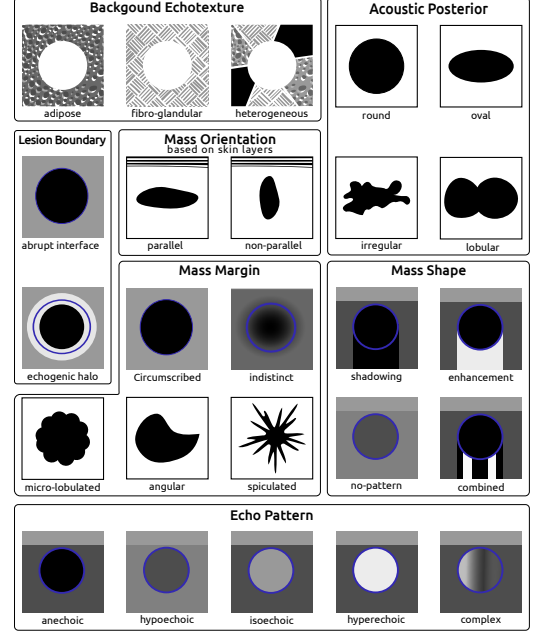 Backgound Echotexture
adipose
fibro-glandular
heterogeneous
Acoustic Posterior
round
oval
irregular
lobular
Lesion Boundary
abrupt interface
echogenic halo
Mass Orientation
based on skin layers
parallel
non-parallel
Mass Margin
Circumscribed
indistinct
micro-lobulated
angular
spiculated
Mass Shape
shadowing
enhancement
no-pattern
combined
Echo Pattern
anechoic
hypoechoic
isoechoic
hyperechoic
complex